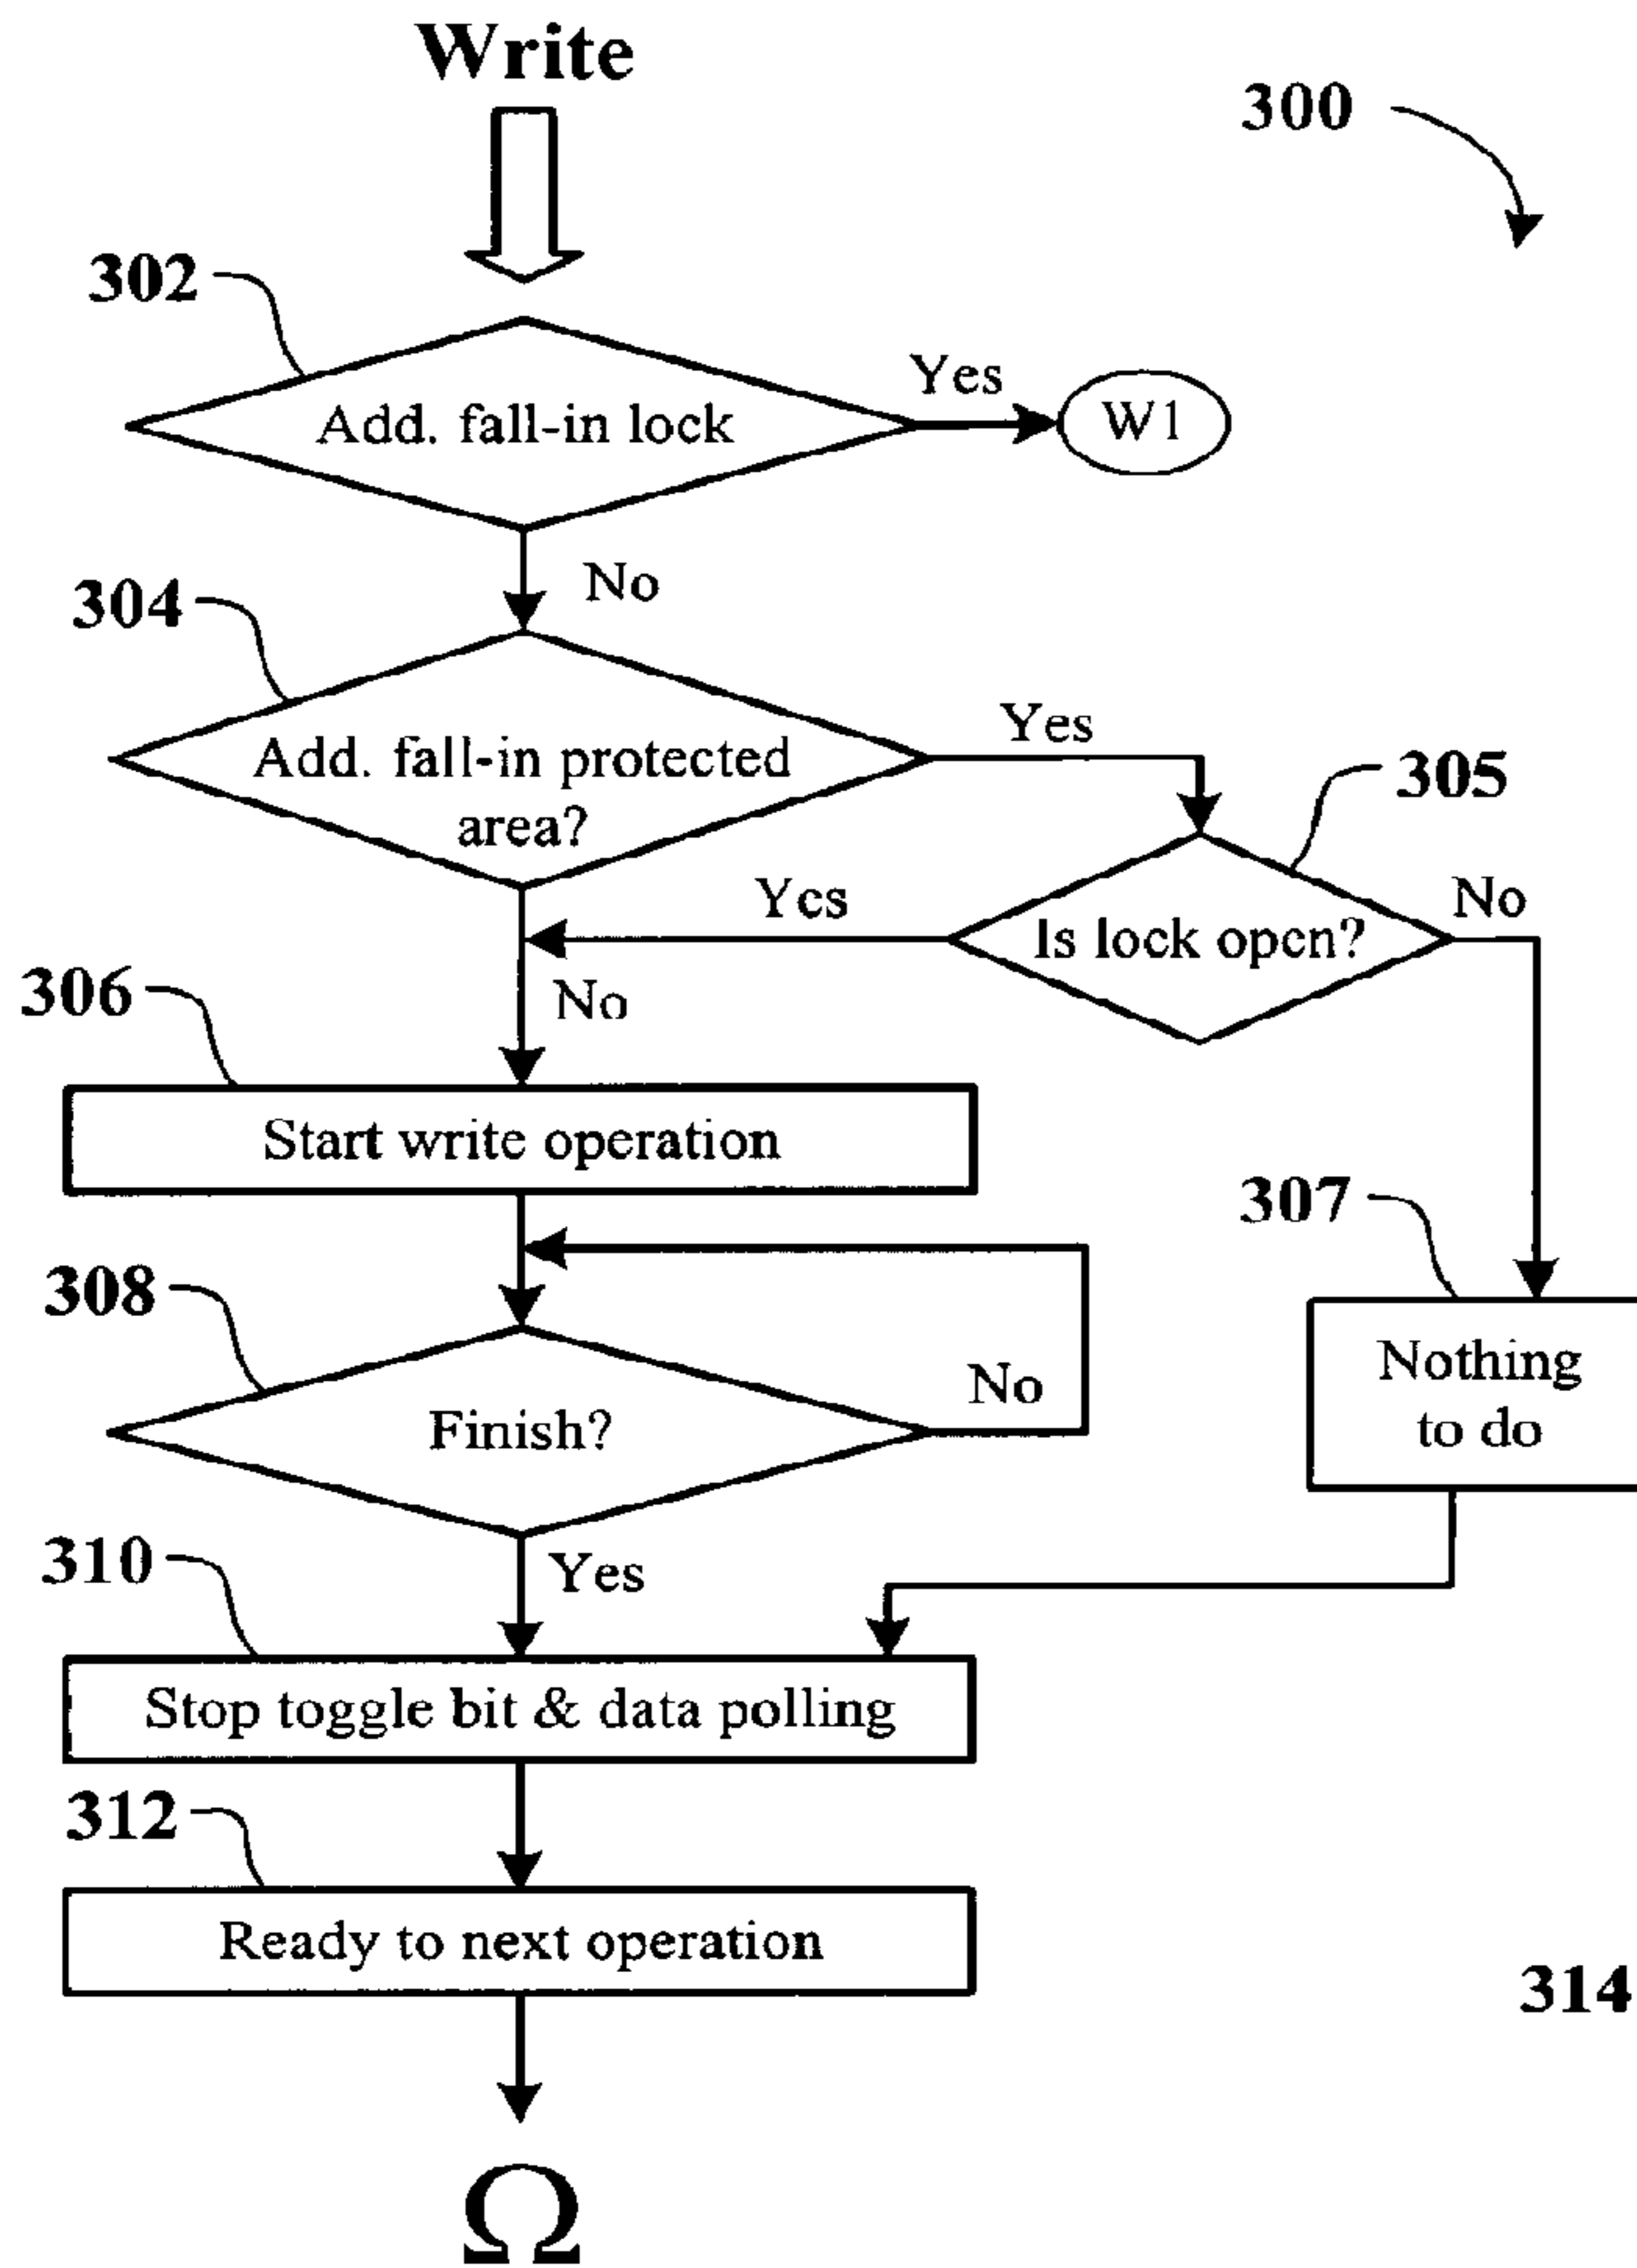 Write
300
302
Add. fall-in lock
Yes
W1
No
304
Add. fall-in protected
area?
Yes
305
Is lock open?
Yes
No
No
306
Start write operation
307
Nothing
to do
308
Finish?
No
Yes
310
Stop toggle bit & data polling
312
Ready to next operation
314
Ω